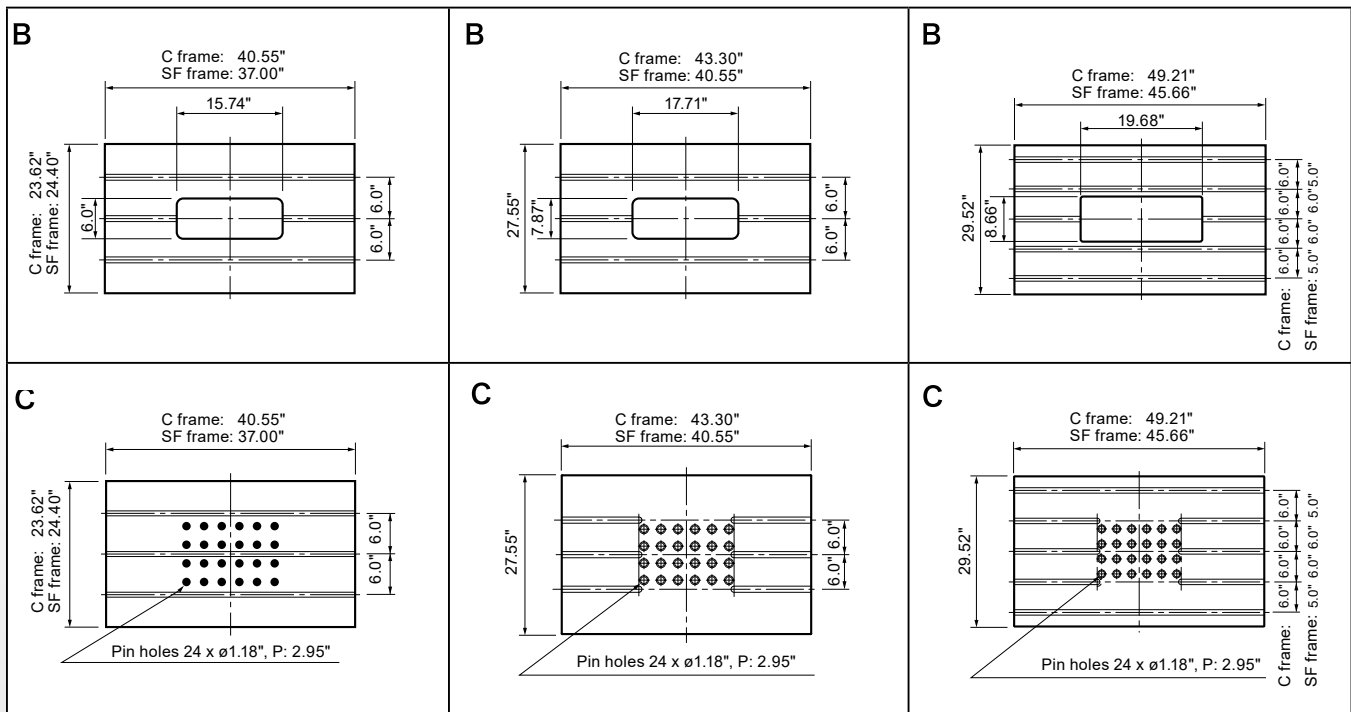 B
C frame: 40.55"
SF frame: 37.00"
15.74"
C frame: 23.62"
SF frame: 24.40"
6.0"
6.0"
6.0"
B
C frame: 43.30"
SF frame: 40.55"
17.71"
27.55"
7.87"
6.0"
6.0"
B
C frame: 49.21"
SF frame: 45.66"
19.68"
29.52"
8.66"
C frame: 6.0" 6.0" 6.0" 6.0"
SF frame: 5.0" 6.0" 6.0" 5.0"
C
C frame: 40.55"
SF frame: 37.00"
C frame: 23.62"
SF frame: 24.40"
6.0"
6.0"
Pin holes 24 x ø1.18", P: 2.95"
C
C frame: 43.30"
SF frame: 40.55"
27.55"
6.0"
6.0"
Pin holes 24 x ø1.18", P: 2.95"
C
C frame: 49.21"
SF frame: 45.66"
29.52"
C frame: 6.0" 6.0" 6.0" 6.0"
SF frame: 5.0" 6.0" 6.0" 5.0"
Pin holes 24 x ø1.18", P: 2.95"